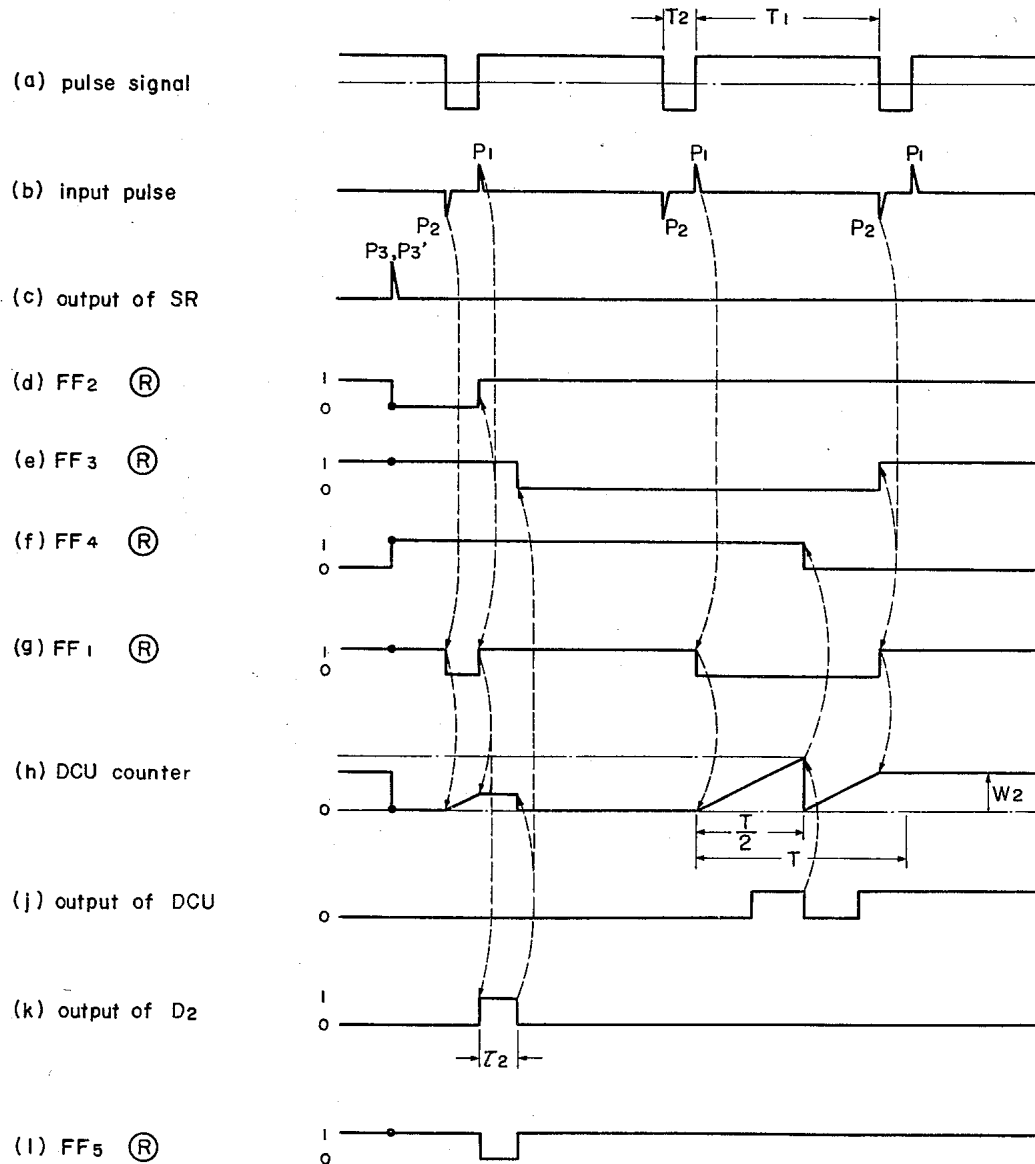 T2 T1
(a) pulse signal
P1 P1 P1
(b) input pulse
P2 P2 P2
P3,P3'
(c) output of SR
(d) FF2 R 1
0
(e) FF3 R 1
0
(f) FF4 R 1
0
(g) FF1 R 1
0
(h) DCU counter
0
W2
T/2
T
(j) output of DCU
0
(k) output of D2 1
0
τ2
(l) FF5 R 1
0